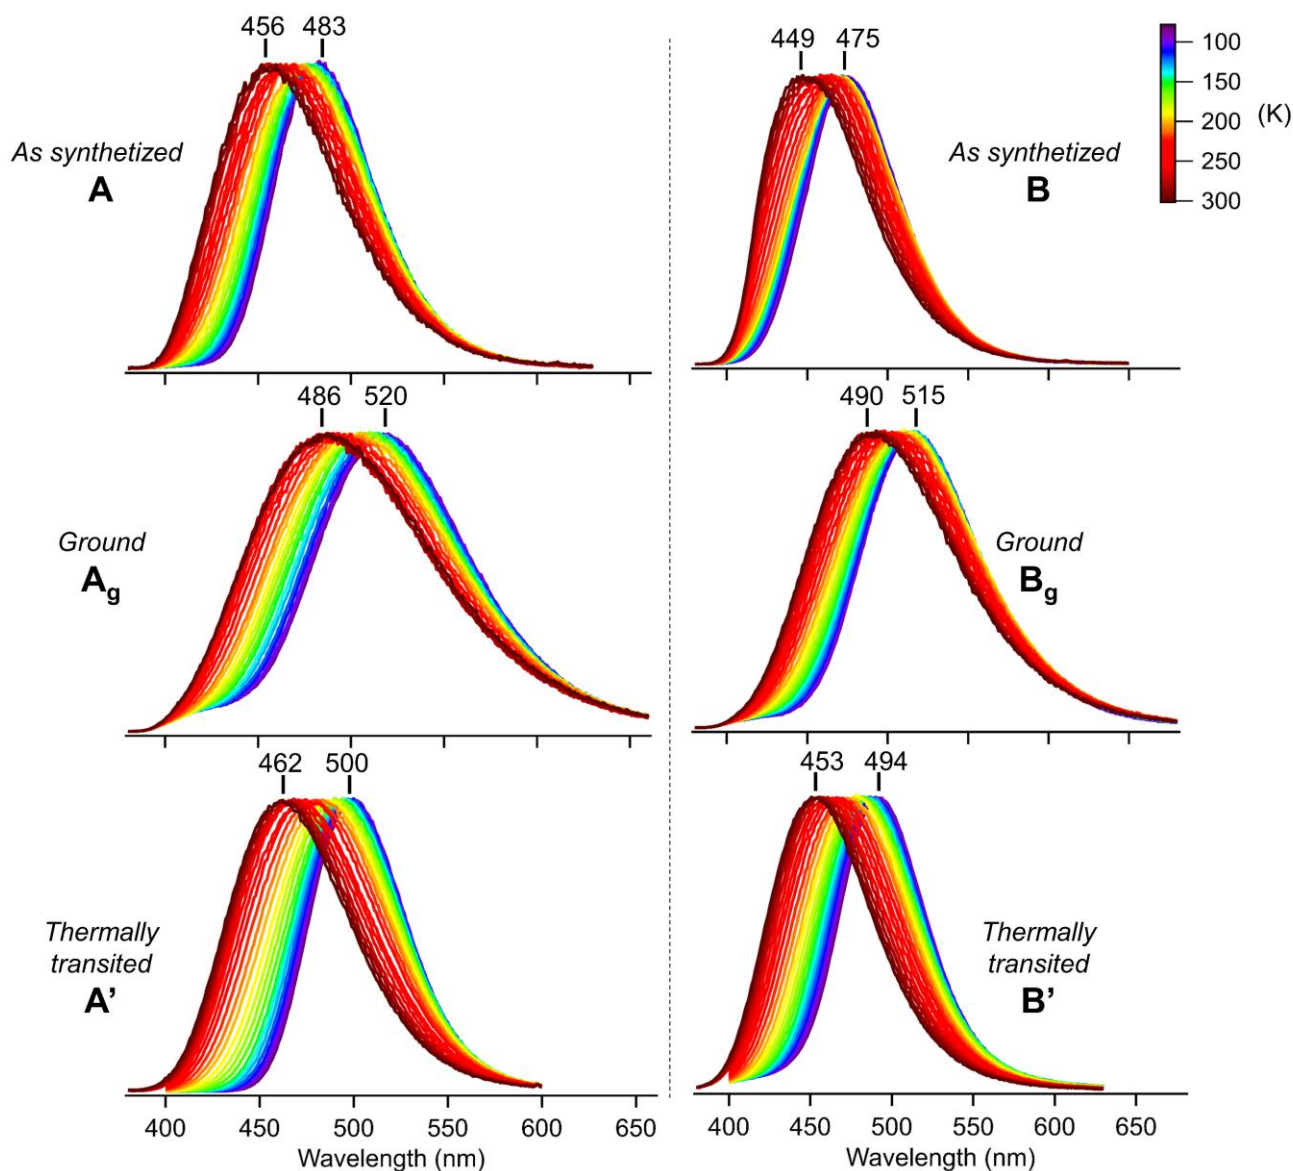 456 483
As synthetized
A
449 475
As synthetized
B
100
150
200
250
300
(K)
486 520
Ground
Ag
490 515
Ground
Bg
462 500
Thermally
transited
A’
453 494
Thermally
transited
B’
400 450 500 550 600 650
Wavelength (nm)
400 450 500 550 600 650
Wavelength (nm)